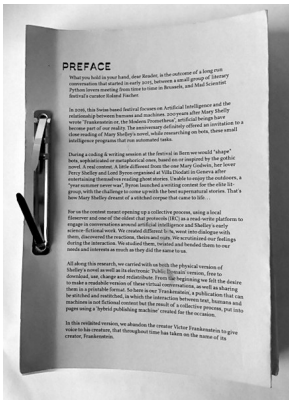 PREFACE
What you hold in your hand, dear Reader, is the outcome of a long run
conversation that started in early 2015, between a small group of literary
Python lovers meeting from time to time in Brussels, and Mad Scientist
festival's curator Roland Fischer.
In 2016, this Swiss based festival focuses on Artificial Intelligence and the
relationship between humans and machines. 200 years after Mary Shelly
wrote 'Frankenstein or, the Modern Prometheus', artificial beings have
become part of our reality. The anniversary definitely offered an invitation to a
close reading of Mary Shelley's novel, while researching on bots, these small
intelligence programs that run automated tasks.
During a coding & writing session at the festival in Bern we would "shape"
bots, sophisticated or metaphorical ones, based on or inspired by the gothic
novel. A real content. A little different from the one Mary Godwin, her lover
Percy Shelley and Lord Byron organised at Villa Diodati in Geneva after
entertaining themselves reading ghost stories. Unable to enjoy the outdoors, a
"year summer never was", Byron launched a writing contest for the elite lit-
group, with the challenge to come up with the best supernatural stories. That's
how Mary Shelley dreamt of a stitched corpse that came to life...
For us the contest meant opening up a collective process, using a local
Etherserver and one of the oldest chat protocols (IRC) as a read-write platform to
engage in conversations around artificial intelligence and Shelley's early
science-fictional work. We created different bots, went into dialogue with
them, discovered the reactions, theirs and ours. We scrutinized our feelings
during the interaction. We studied them, twisted and bended them to our
needs and interests as much as they did the same to us.
All along this research, we carried with us both the physical version of
Shelley's novel as well as its electronic Public Domain version, free to
download, use, change and redistribute. From the beginning we felt the desire
to make a readable version of these virtual conversations, as well as sharing
them in a printable format. So here is our Frankenstein, a publication that can
be stitched and restitched, in which the interaction between text, humans and
machines is not fictional content but the result of a collective process, put into
pages using a 'hybrid publishing machine' created for the occasion.
In this revisited version, we abandon the creator Victor Frankenstein to give
voice to his creature, that throughout time has taken on the name of its
creator, Frankenstein.